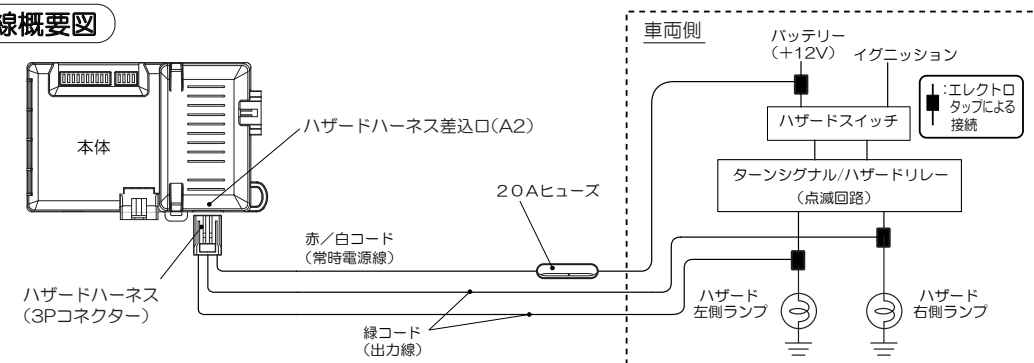 線概要図
車両側
バッテリー
(+12V)
イグニッション
:エレクトロ
タップによる
接続
ハザードスイッチ
ハザードハーネス差込口(A2)
本体
ターンシグナル/ハザードリレー
(点滅回路)
20Aヒューズ
赤/白コード
(常時電源線)
ハザードハーネス
(3Pコネクター)
緑コード
(出力線)
ハザード
左側ランプ
ハザード
右側ランプ